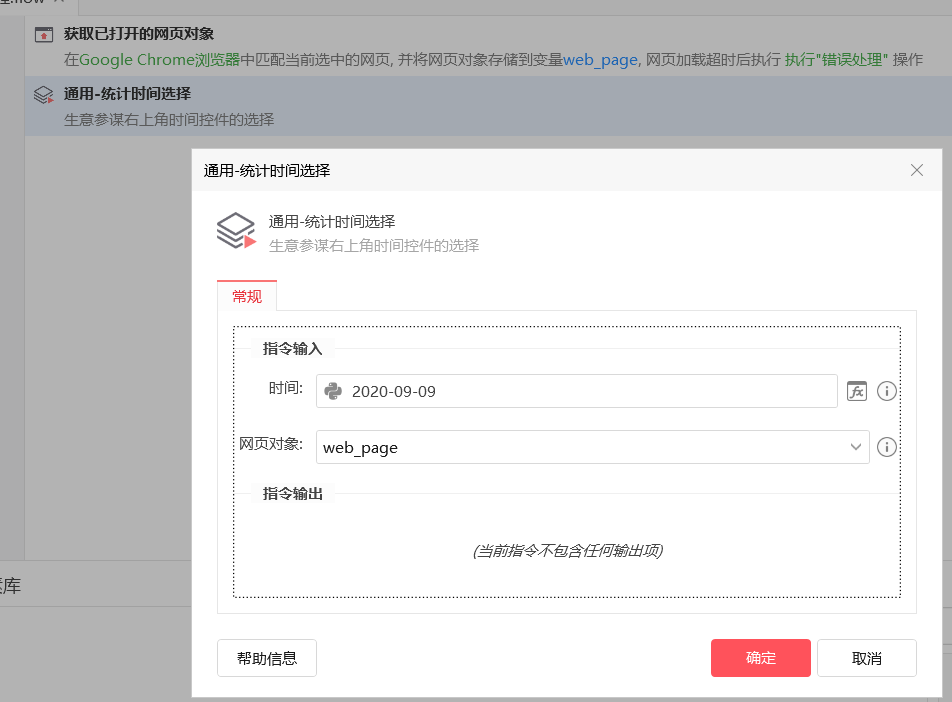 获取已打开的网页对象
在Google Chrome浏览器中匹配当前选中的网页, 并将网页对象存储到变量web_page, 网页加载超时后执行 执行"错误处理" 操作
通用-统计时间选择
生意参谋右上角时间控件的选择
通用-统计时间选择
通用-统计时间选择
生意参谋右上角时间控件的选择
常规
指令输入
时间: 2020-09-09
网页对象: web_page
指令输出
(当前指令不包含任何输出项)
库
帮助信息 确定 取消